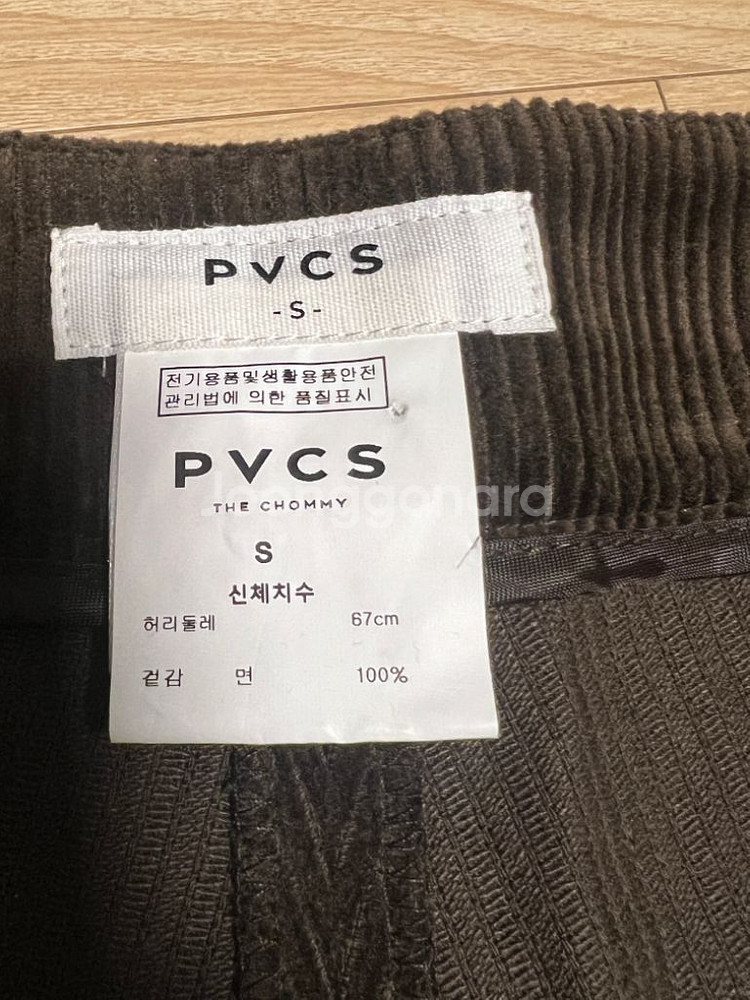 PVCS
-S-
전기용품및생활용품안전
관리법에 의한 품질표시
PVCS
Joonggonara
THE CHOMMY
S
신체치수
허리둘레 67cm
겉감 면 100%